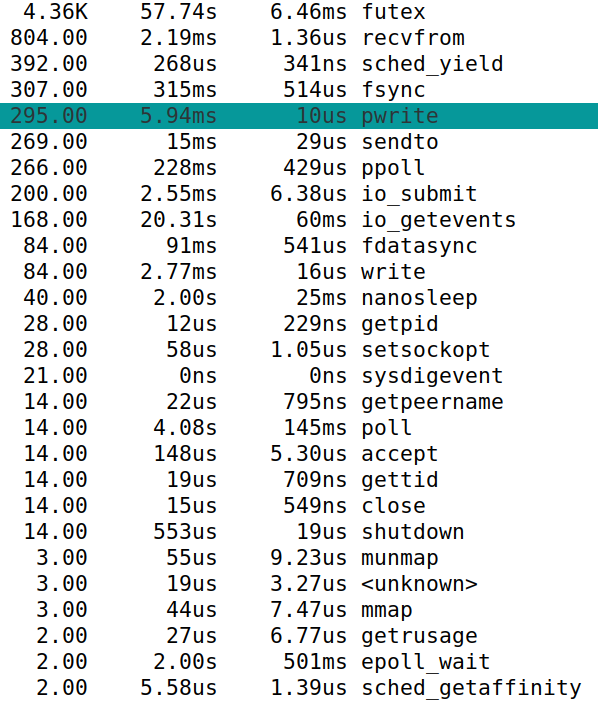 4.36K 57.74s 6.46ms futex
804.00 2.19ms 1.36us recvfrom
392.00 268us 341ns sched_yield
307.00 315ms 514us fsync
295.00 5.94ms 10us pwrite
269.00 15ms 29us sendto
266.00 228ms 429us ppoll
200.00 2.55ms 6.38us io_submit
168.00 20.31s 60ms io_getevents
84.00 91ms 541us fdatasync
84.00 2.77ms 16us write
40.00 2.00s 25ms nanosleep
28.00 12us 229ns getpid
28.00 58us 1.05us setsockopt
21.00 0ns 0ns sysdigevent
14.00 22us 795ns getpeername
14.00 4.08s 145ms poll
14.00 148us 5.30us accept
14.00 19us 709ns gettid
14.00 15us 549ns close
14.00 553us 19us shutdown
3.00 55us 9.23us munmap
3.00 19us 3.27us <unknown>
3.00 44us 7.47us mmap
2.00 27us 6.77us getrusage
2.00 2.00s 501ms epoll_wait
2.00 5.58us 1.39us sched_getaffinity